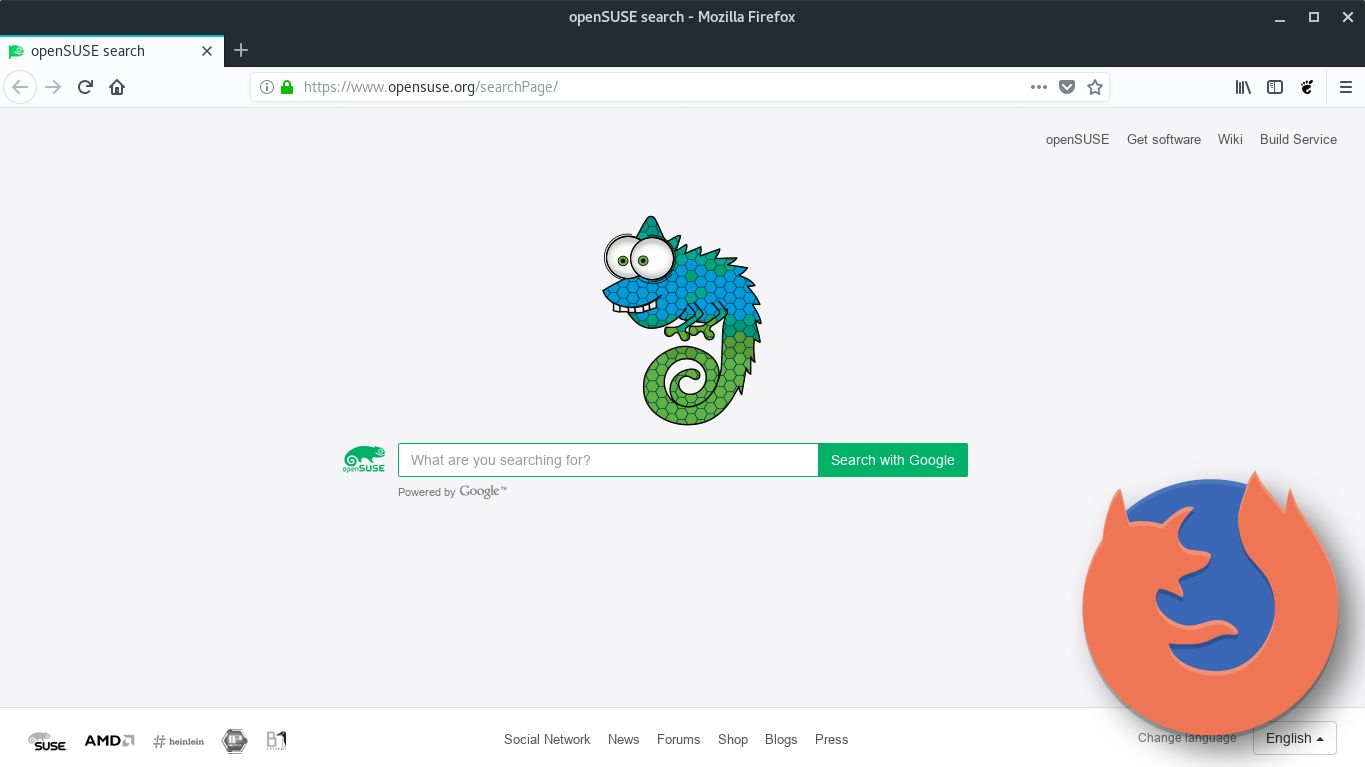 openSUSE search - Mozilla Firefox
openSUSE search
https://www.opensuse.org/searchPage/
openSUSE Get software Wiki Build Service
openSUSE
What are you searching for?
Search with Google
Powered by Google™
SUSE
AMD
# heinlein
B1
Social Network News Forums Shop Blogs Press
Change language
English